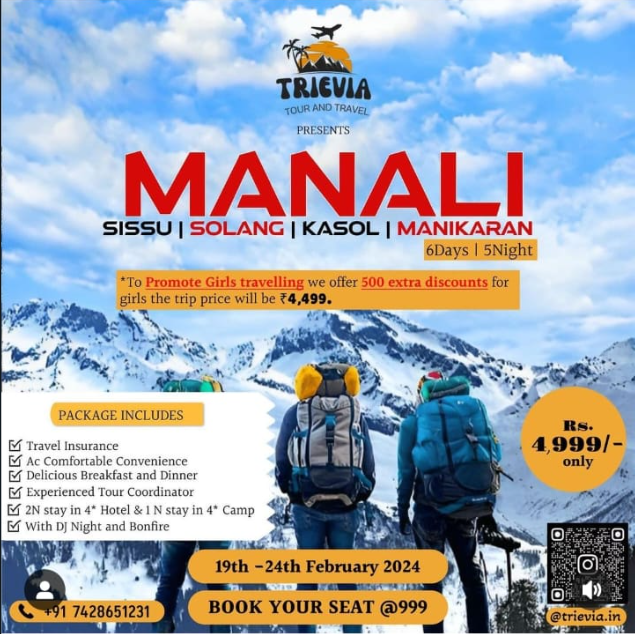 TRIEVIA
TOUR AND TRAVEL
PRESENTS
MANALI
SISSU | SOLANG | KASOL | MANIKARAN
6Days | 5Night
*To Promote Girls travelling we offer 500 extra discounts for
girls the trip price will be ₹4,499.
PACKAGE INCLUDES
Travel Insurance
Ac Comfortable Convenience
Delicious Breakfast and Dinner
Experienced Tour Coordinator
2N stay in 4* Hotel & 1 N stay in 4* Camp
With DJ Night and Bonfire
Rs.
4,999/-
only
19th -24th February 2024
BOOK YOUR SEAT @999
+91 7428651231
@trievia.in